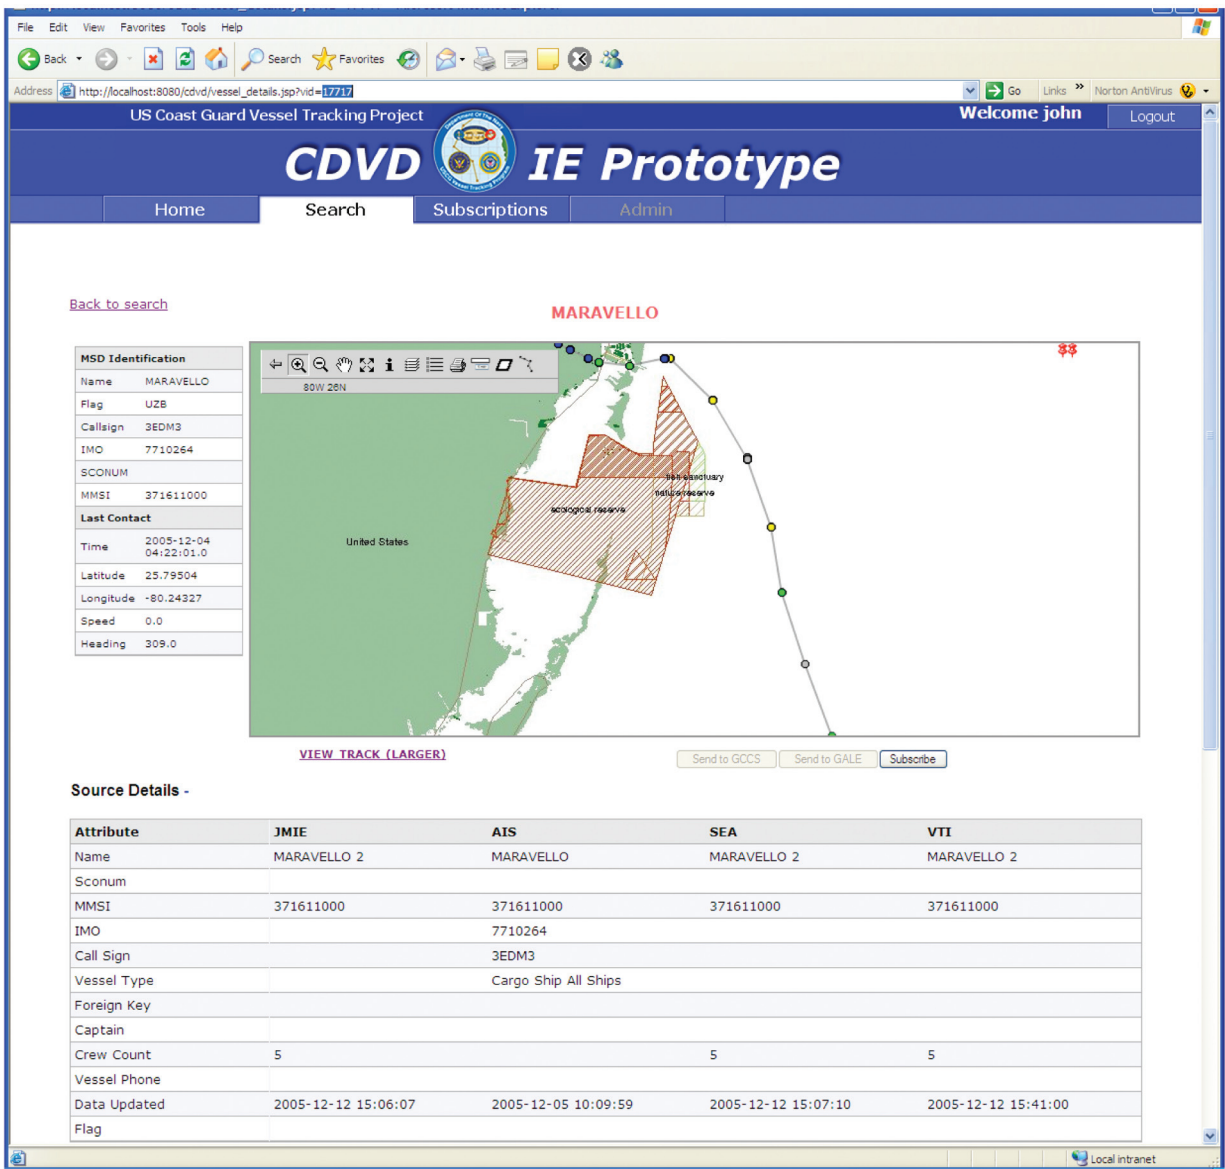 File Edit View Favorites Tools Help
Back Search Favorites
Address http://localhost:8080/cdvd/vessel_details.jsp?vid=17717 Go Links » Norton AntiVirus
US Coast Guard Vessel Tracking Project Welcome john Logout
CDVD IE Prototype
Home Search Subscriptions Admin
Back to search
MARAVELLO
MSD Identification
Name MARAVELLO
Flag UZB
Callsign 3EDM3
IMO 7710264
SCONUM
MMSI 371611000
Last Contact
Time 2005-12-04 04:22:01.0
Latitude 25.79504
Longitude -80.24327
Speed 0.0
Heading 309.0
80W 26N
fish sanctuary
nature reserve
ecological reserve
United States
VIEW TRACK (LARGER)
Send to GCCS Send to GALE Subscribe
Source Details -
Attribute JMIE AIS SEA VTI
Name MARAVELLO 2 MARAVELLO MARAVELLO 2 MARAVELLO 2
Sconum
MMSI 371611000 371611000 371611000 371611000
IMO 7710264
Call Sign 3EDM3
Vessel Type Cargo Ship All Ships
Foreign Key
Captain
Crew Count 5 5 5
Vessel Phone
Data Updated 2005-12-12 15:06:07 2005-12-05 10:09:59 2005-12-12 15:07:10 2005-12-12 15:41:00
Flag
Local intranet